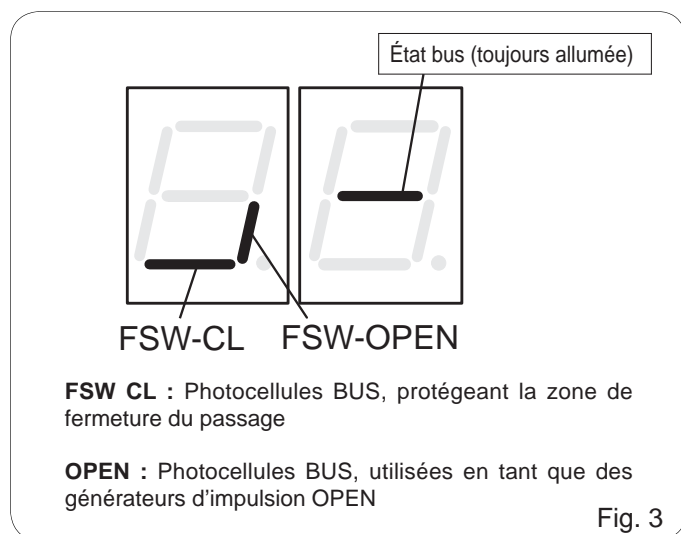 État bus (toujours allumée)
FSW-CL FSW-OPEN
FSW CL : Photocellules BUS, protégeant la zone de
fermeture du passage
OPEN : Photocellules BUS, utilisées en tant que des
générateurs d'impulsion OPEN
Fig. 3